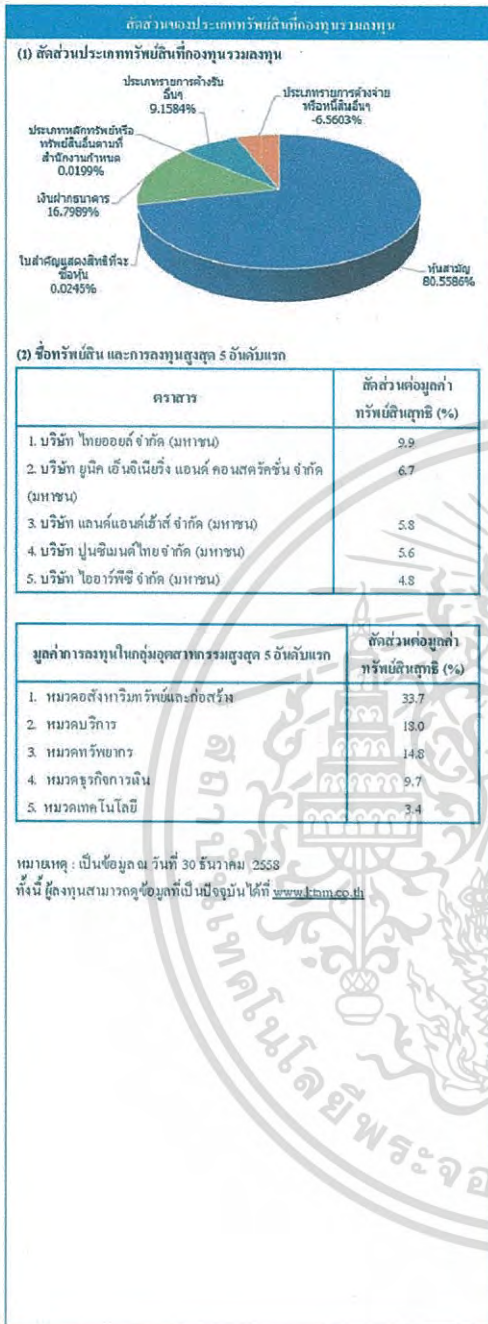 สัดส่วนของประเภททรัพย์สินที่กองทุนรวมลงทุน
(1) สัดส่วนประเภททรัพย์สินที่กองทุนรวมลงทุน
ประเภทรายการค้างรับ
อื่นๆ
9.1584%
ประเภทรายการค้างจ่าย
หรือหนี้สินอื่นๆ
-6.5603%
ประเภทหลักทรัพย์หรือ
ทรัพย์สินอื่นตามที่
สำนักงานกำหนด
0.0199%
เงินฝากธนาคาร
16.7989%
ใบสำคัญแสดงสิทธิที่จะ
ซื้อหุ้น
0.0245%
หุ้นสามัญ
80.5586%
(2) ชื่อทรัพย์สิน และการลงทุนสูงสุด 5 อันดับแรก
ตราสาร
สัดส่วนต่อมูลค่า
ทรัพย์สินสุทธิ (%)
1. บริษัท ไทยออยล์ จำกัด (มหาชน) 9.9
2. บริษัท ยูนิค เอ็นจิเนียริ่ง แอนด์ คอนสตรัคชั่น จำกัด 6.7
(มหาชน)
3. บริษัท แลนด์แอนด์เฮ้าส์ จำกัด (มหาชน) 5.8
4. บริษัท ปูนซิเมนต์ไทย จำกัด (มหาชน) 5.6
5. บริษัท ไออาร์พีซี จำกัด (มหาชน) 4.8
มูลค่าการลงทุนในกลุ่มอุตสาหกรรมสูงสุด 5 อันดับแรก
สัดส่วนต่อมูลค่า
ทรัพย์สินสุทธิ (%)
1. หมวดอสังหาริมทรัพย์และก่อสร้าง 33.7
2. หมวดบริการ 18.0
3. หมวดทรัพยากร 14.8
4. หมวดธุรกิจการเงิน 9.7
5. หมวดเทคโนโลยี 3.4
หมายเหตุ : เป็นข้อมูล ณ วันที่ 30 ธันวาคม 2558
ทั้งนี้ ผู้ลงทุนสามารถดูข้อมูลที่เป็นปัจจุบันได้ที่ www.ktam.co.th